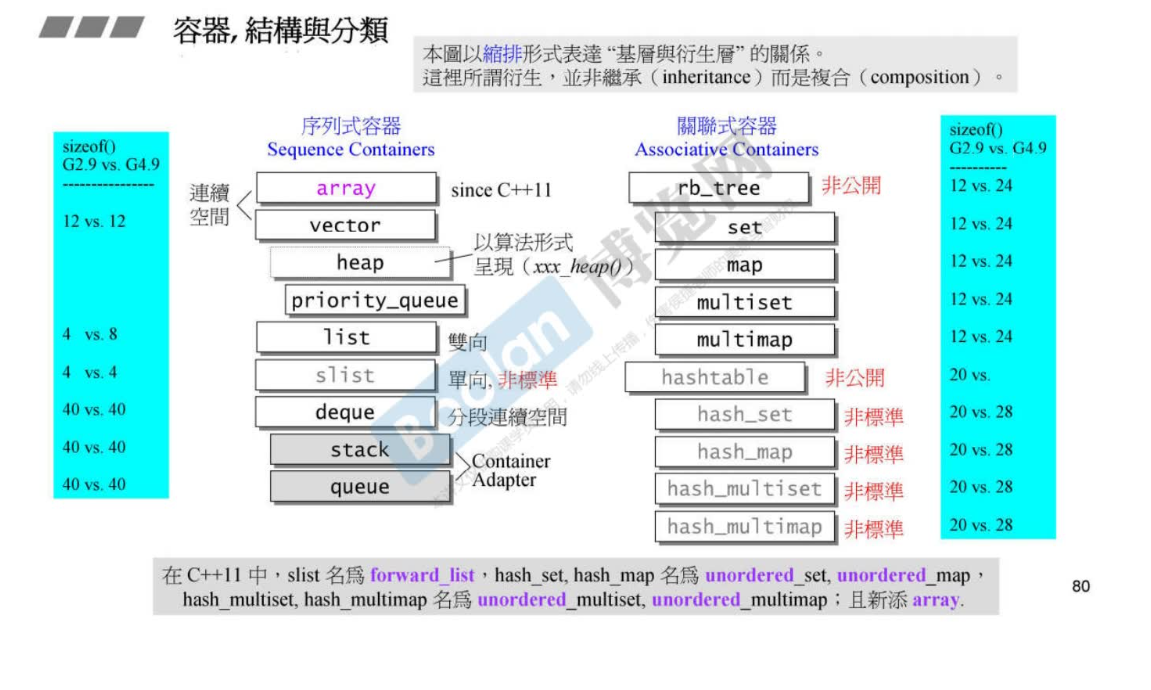 容器, 結構與分類
本圖以縮排形式表達 “基層與衍生層” 的關係。
這裡所謂衍生，並非繼承（inheritance）而是複合（composition）。
sizeof()
G2.9 vs. G4.9
----------------
12 vs. 12
4 vs. 8
4 vs. 4
40 vs. 40
40 vs. 40
40 vs. 40
序列式容器
Sequence Containers
連續
空間
array
since C++11
vector
heap
以算法形式
呈現（xxx_heap()）
priority_queue
list
雙向
slist
單向, 非標準
deque
分段連續空間
stack
queue
Container
Adapter
關聯式容器
Associative Containers
rb_tree
非公開
set
map
multiset
multimap
hashtable
非公開
hash_set
非標準
hash_map
非標準
hash_multiset
非標準
hash_multimap
非標準
sizeof()
G2.9 vs. G4.9
----------
12 vs. 24
12 vs. 24
12 vs. 24
12 vs. 24
12 vs. 24
20 vs.
20 vs. 28
20 vs. 28
20 vs. 28
20 vs. 28
Boolan
博览网
在 C++11 中，slist 名爲 forward_list，hash_set, hash_map 名爲 unordered_set, unordered_map，
hash_multiset, hash_multimap 名爲 unordered_multiset, unordered_multimap；且新添 array.
80